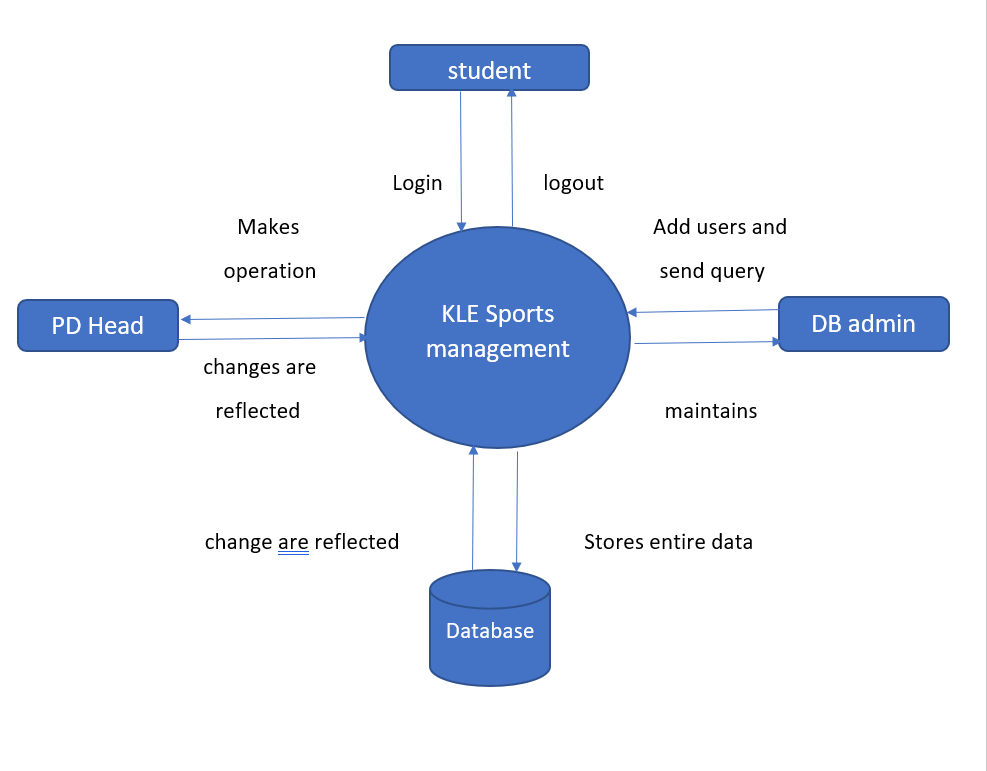 student
Login
logout
Makes
operation
Add users and
send query
PD Head
KLE Sports
management
DB admin
changes are
reflected
maintains
change are reflected
Stores entire data
Database